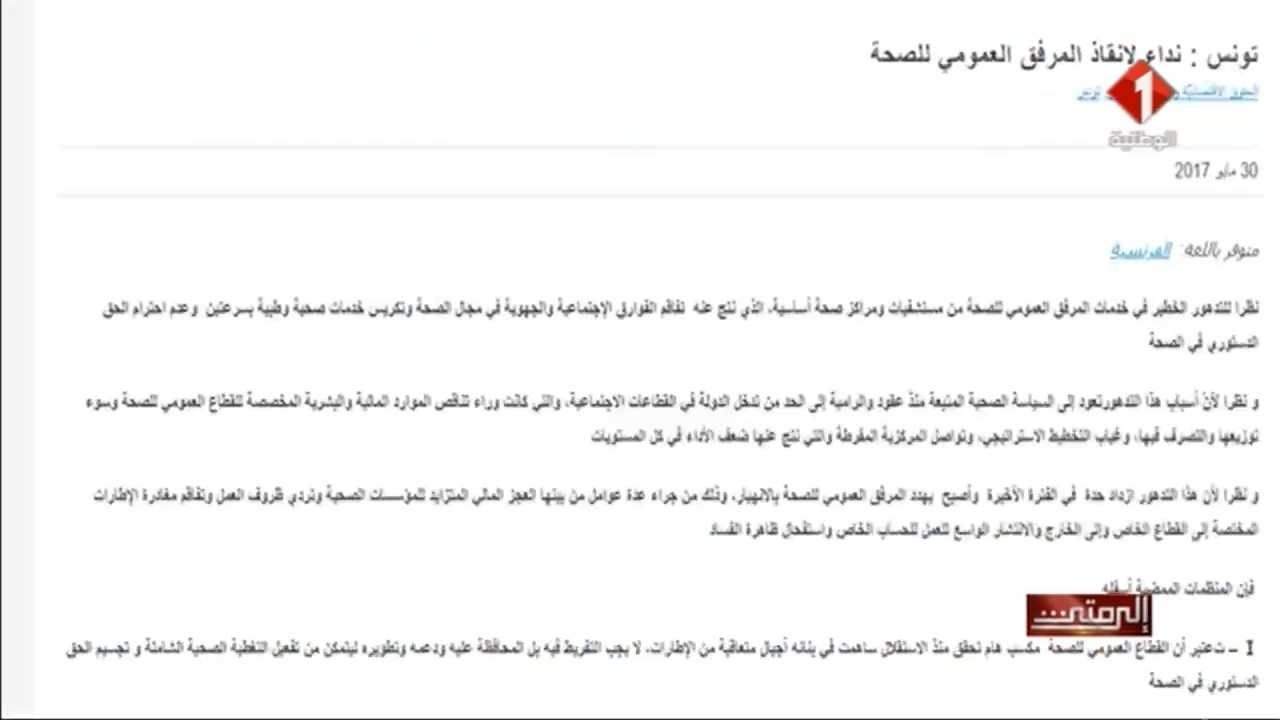 تونس : نداء لانقاذ المرفق العمومي للصحة
الحقوق الاقتصادية تونس
1
الوطنية
30 مايو 2017
متوفر باللغة: الفرنسية
نظرا للتدهور الخطير في خدمات المرفق العمومي للصحة من مستشفيات ومراكز صحة أساسية، الذي نتج عنه تفاقم الفوارق الإجتماعية والجهوية في مجال الصحة وتكريس خدمات صحية وطبية بسرعتين وعدم احترام الحق
الدستوري في الصحة
و نظرا لأنّ أسباب هذا التدهورتعود إلى السياسة الصحية المتبعة منذ عقود والرامية إلى الحد من تدخل الدولة في القطاعات الاجتماعية، والتي كانت وراء تناقص الموارد المالية والبشرية المخصصة للقطاع العمومي للصحة وسوء
توزيعها والتصرف فيها، وغياب التخطيط الاستراتيجي، وتواصل المركزية المفرطة والتي نتج عنها ضعف الأداء في كل المستويات
و نظرا لأن هذا التدهور ازداد حدة في الفترة الأخيرة وأصبح يهدد المرفق العمومي للصحة بالانهيار، وذلك من جراء عدة عوامل من بينها العجز المالي المتزايد للمؤسسات الصحية وتردي ظروف العمل وتفاقم مغادرة الإطارات
المختصة إلى القطاع الخاص وإلى الخارج والانتشار الواسع للعمل للحساب الخاص واستفحال ظاهرة الفساد
فإن المنظمات الممضية أسفله
إلى متى...
I – تعتبر أن القطاع العمومي للصحة مكسب هام تحقق منذ الاستقلال ساهمت في بنائه أجيال متعاقبة من الإطارات، لا يجب التفريط فيه بل المحافظة عليه ودعمه وتطويره ليتمكن من تفعيل التغطية الصحية الشاملة و تجسيم الحق
الدستوري في الصحة